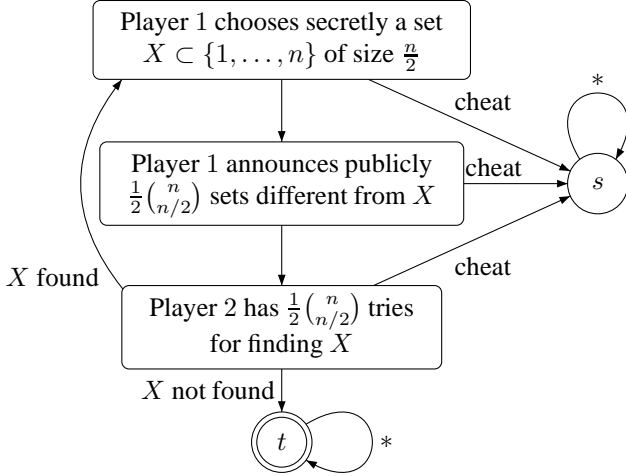 Player 1 chooses secretly a set
X ⊂ {1, . . . , n} of size n/2
cheat
*
Player 1 announces publicly
½(n choose n/2) sets different from X
cheat
s
X found
cheat
Player 2 has ½(n choose n/2) tries
for finding X
X not found
t
*